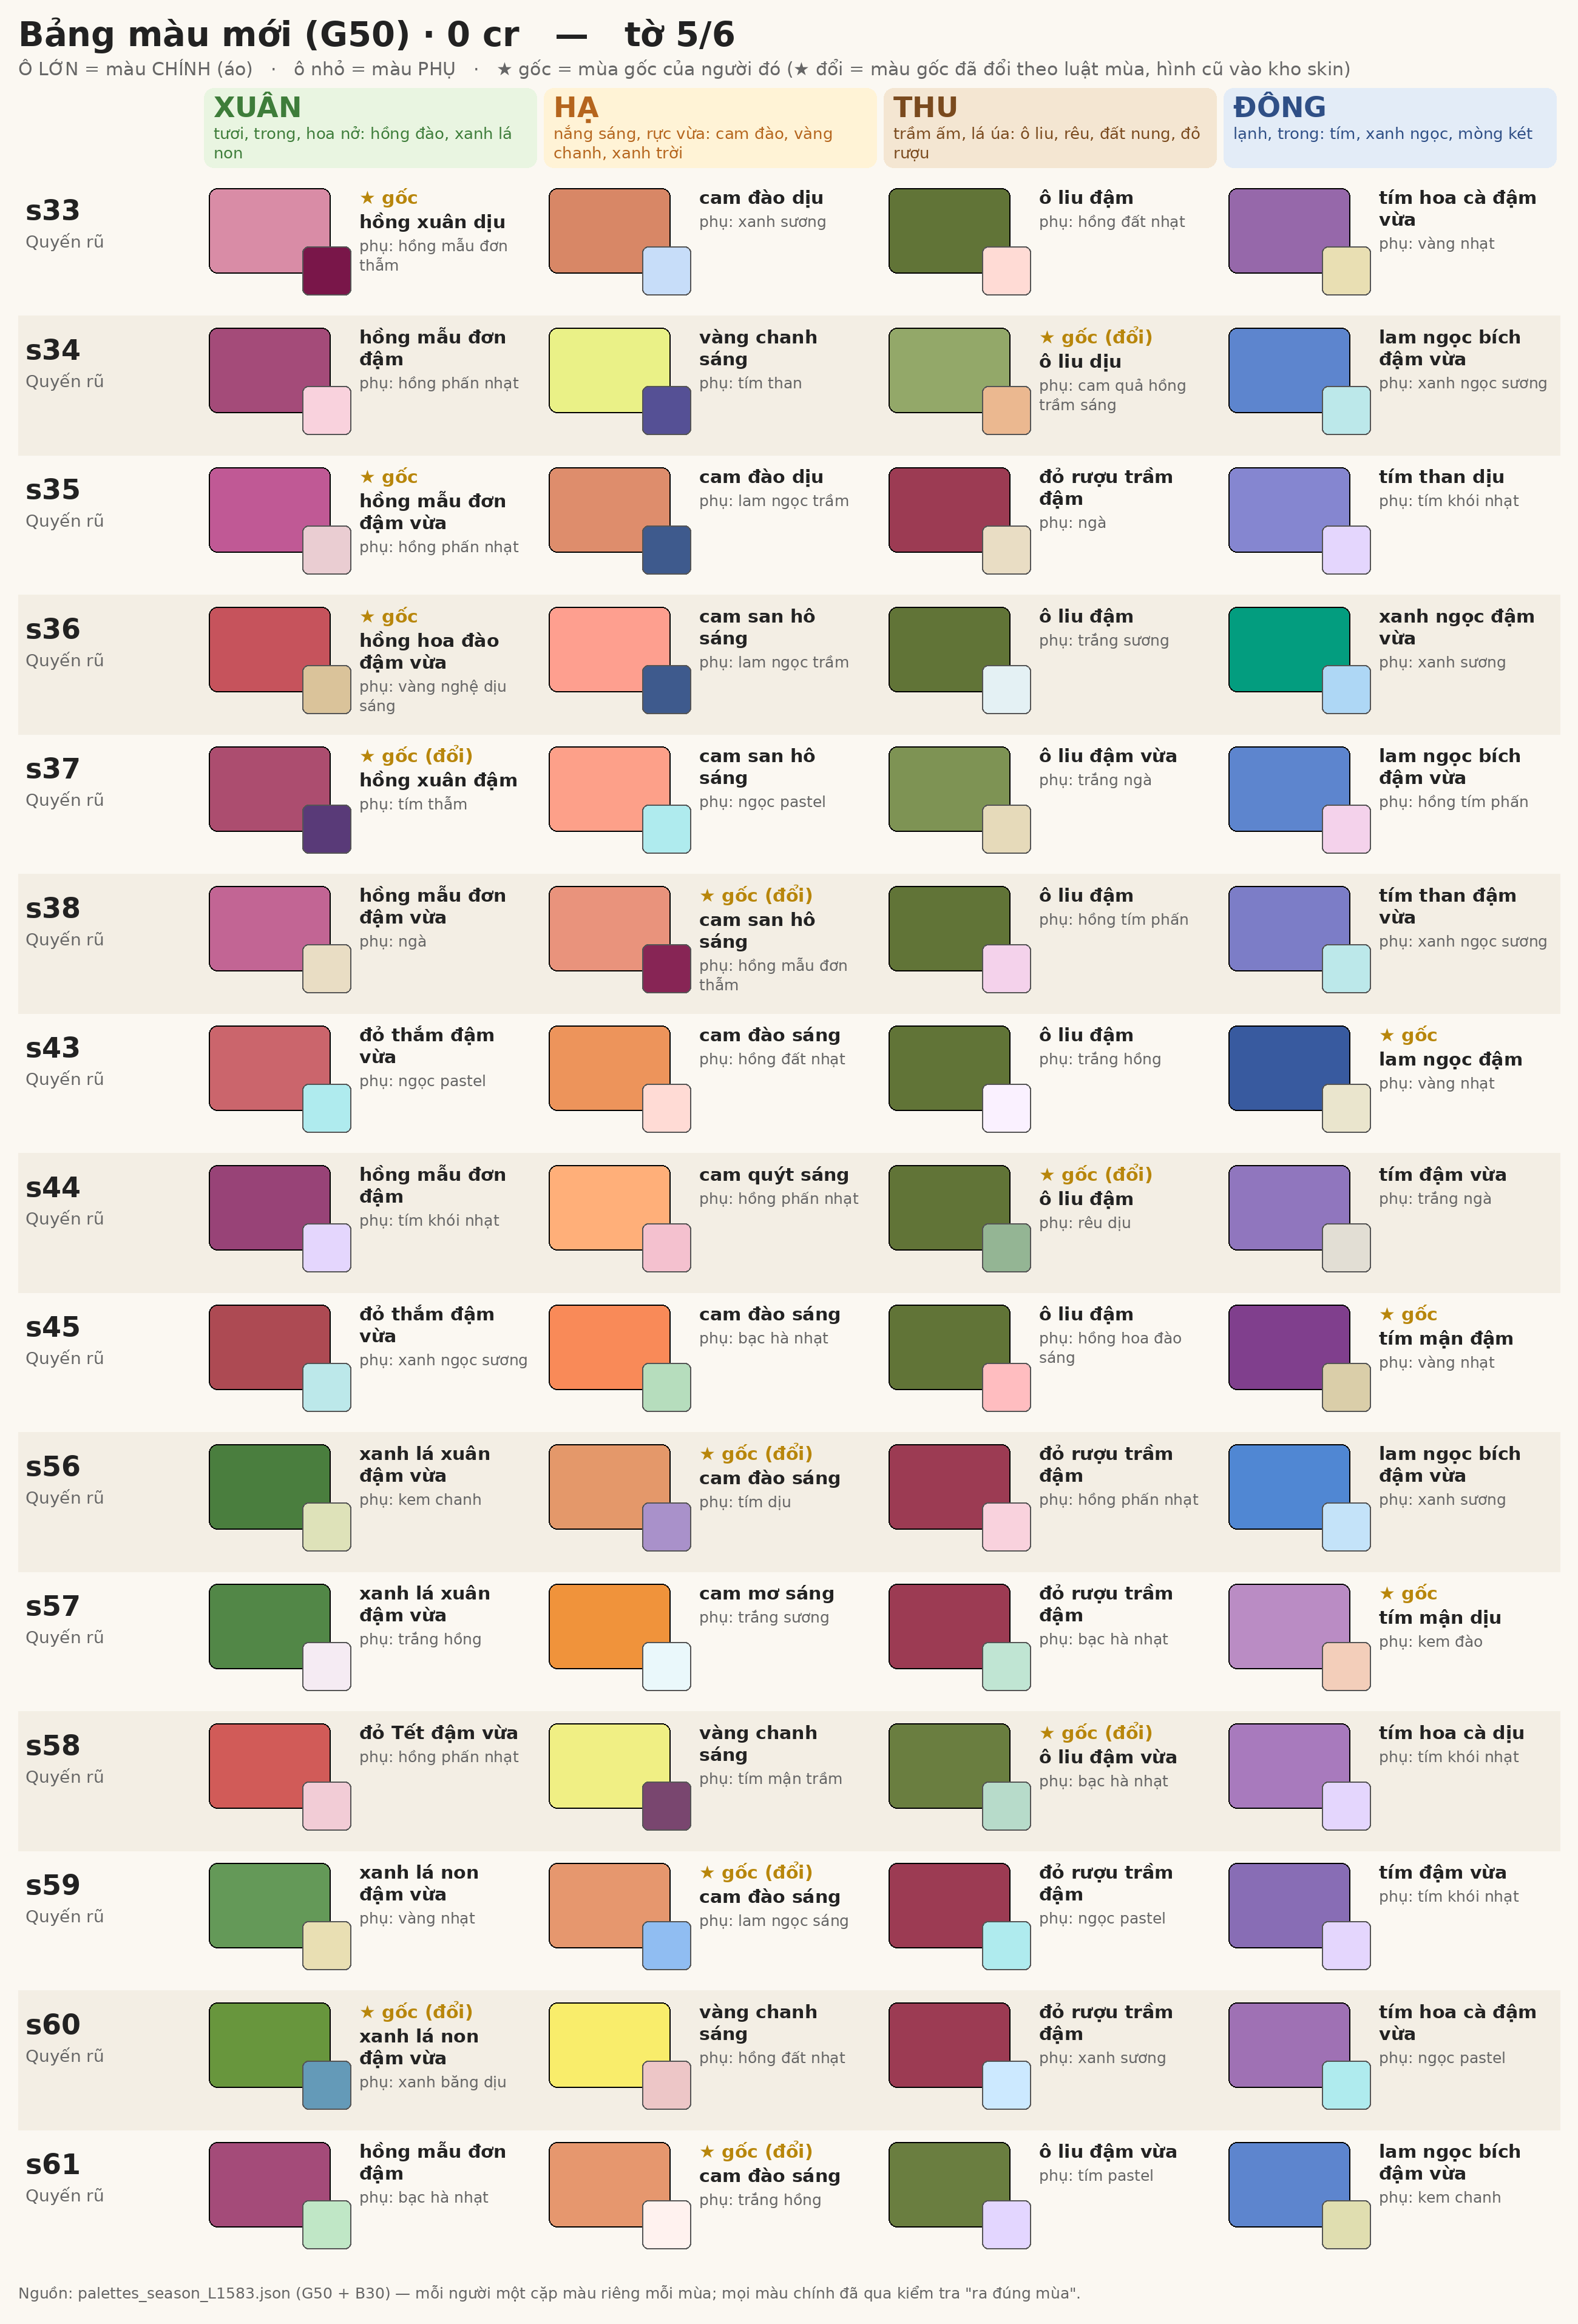 Bảng màu mới (G50) · 0 cr — tờ 5/6
Ô LỚN = màu CHÍNH (áo) · ô nhỏ = màu PHỤ · ★ gốc = mùa gốc của người đó (★ đổi = màu gốc đã đổi theo luật mùa, hình cũ vào kho skin)
XUÂN
tươi, trong, hoa nở: hồng đào, xanh lá
non
HẠ
nắng sáng, rực vừa: cam đào, vàng
chanh, xanh trời
THU
trầm ấm, lá úa: ô liu, rêu, đất nung, đỏ
rượu
ĐÔNG
lạnh, trong: tím, xanh ngọc, mòng két
s33
Quyến rũ
★ gốc
hồng xuân dịu
phụ: hồng mẫu đơn
thẫm
cam đào dịu
phụ: xanh sương
ô liu đậm
phụ: hồng đất nhạt
tím hoa cà đậm
vừa
phụ: vàng nhạt
s34
Quyến rũ
hồng mẫu đơn
đậm
phụ: hồng phấn nhạt
vàng chanh
sáng
phụ: tím than
★ gốc (đổi)
ô liu dịu
phụ: cam quả hồng
trầm sáng
lam ngọc bích
đậm vừa
phụ: xanh ngọc sương
s35
Quyến rũ
★ gốc
hồng mẫu đơn
đậm vừa
phụ: hồng phấn nhạt
cam đào dịu
phụ: lam ngọc trầm
đỏ rượu trầm
đậm
phụ: ngà
tím than dịu
phụ: tím khói nhạt
s36
Quyến rũ
★ gốc
hồng hoa đào
đậm vừa
phụ: vàng nghệ dịu
sáng
cam san hô
sáng
phụ: lam ngọc trầm
ô liu đậm
phụ: trắng sương
xanh ngọc đậm
vừa
phụ: xanh sương
s37
Quyến rũ
★ gốc (đổi)
hồng xuân đậm
phụ: tím thẫm
cam san hô
sáng
phụ: ngọc pastel
ô liu đậm vừa
phụ: trắng ngà
lam ngọc bích
đậm vừa
phụ: hồng tím phấn
s38
Quyến rũ
hồng mẫu đơn
đậm vừa
phụ: ngà
★ gốc (đổi)
cam san hô
sáng
phụ: hồng mẫu đơn
thẫm
ô liu đậm
phụ: hồng tím phấn
tím than đậm
vừa
phụ: xanh ngọc sương
s43
Quyến rũ
đỏ thắm đậm
vừa
phụ: ngọc pastel
cam đào sáng
phụ: hồng đất nhạt
ô liu đậm
phụ: trắng hồng
★ gốc
lam ngọc đậm
phụ: vàng nhạt
s44
Quyến rũ
hồng mẫu đơn
đậm
phụ: tím khói nhạt
cam quýt sáng
phụ: hồng phấn nhạt
★ gốc (đổi)
ô liu đậm
phụ: rêu dịu
tím đậm vừa
phụ: trắng ngà
s45
Quyến rũ
đỏ thắm đậm
vừa
phụ: xanh ngọc sương
cam đào sáng
phụ: bạc hà nhạt
ô liu đậm
phụ: hồng hoa đào
sáng
★ gốc
tím mận đậm
phụ: vàng nhạt
s56
Quyến rũ
xanh lá xuân
đậm vừa
phụ: kem chanh
★ gốc (đổi)
cam đào sáng
phụ: tím dịu
đỏ rượu trầm
đậm
phụ: hồng phấn nhạt
lam ngọc bích
đậm vừa
phụ: xanh sương
s57
Quyến rũ
xanh lá xuân
đậm vừa
phụ: trắng hồng
cam mơ sáng
phụ: trắng sương
đỏ rượu trầm
đậm
phụ: bạc hà nhạt
★ gốc
tím mận dịu
phụ: kem đào
s58
Quyến rũ
đỏ Tết đậm vừa
phụ: hồng phấn nhạt
vàng chanh
sáng
phụ: tím mận trầm
★ gốc (đổi)
ô liu đậm vừa
phụ: bạc hà nhạt
tím hoa cà dịu
phụ: tím khói nhạt
s59
Quyến rũ
xanh lá non
đậm vừa
phụ: vàng nhạt
★ gốc (đổi)
cam đào sáng
phụ: lam ngọc sáng
đỏ rượu trầm
đậm
phụ: ngọc pastel
tím đậm vừa
phụ: tím khói nhạt
s60
Quyến rũ
★ gốc (đổi)
xanh lá non
đậm vừa
phụ: xanh băng dịu
vàng chanh
sáng
phụ: hồng đất nhạt
đỏ rượu trầm
đậm
phụ: xanh sương
tím hoa cà đậm
vừa
phụ: ngọc pastel
s61
Quyến rũ
hồng mẫu đơn
đậm
phụ: bạc hà nhạt
★ gốc (đổi)
cam đào sáng
phụ: trắng hồng
ô liu đậm vừa
phụ: tím pastel
lam ngọc bích
đậm vừa
phụ: kem chanh
Nguồn: palettes_season_L1583.json (G50 + B30) — mỗi người một cặp màu riêng mỗi mùa; mọi màu chính đã qua kiểm tra "ra đúng mùa".